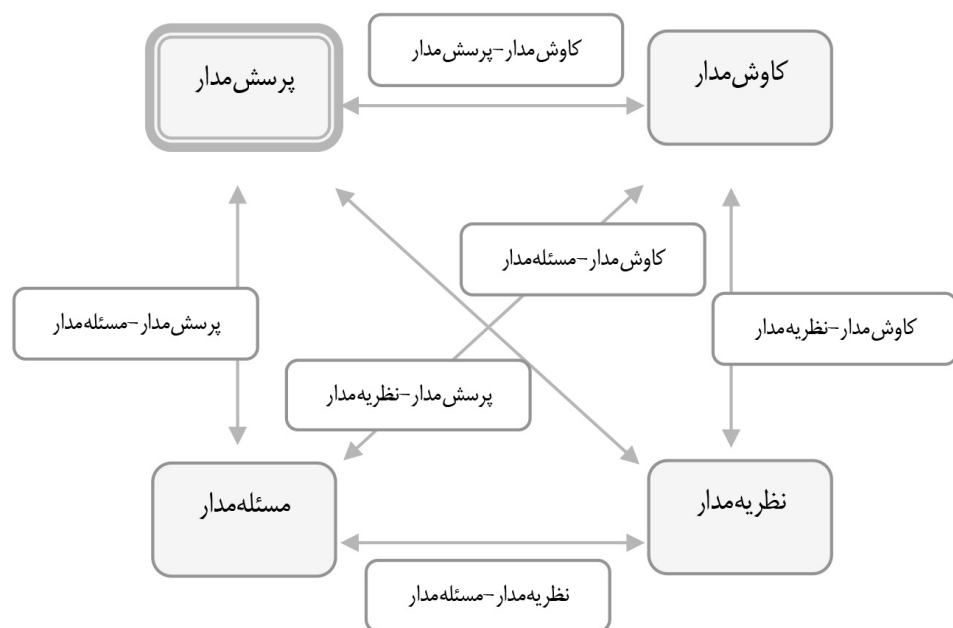 کاوش‌مدار-پرسش‌مدار
کاوش‌مدار
پرسش‌مدار
کاوش‌مدار-مسئله‌مدار
کاوش‌مدار-نظریه‌مدار
پرسش‌مدار-مسئله‌مدار
پرسش‌مدار-نظریه‌مدار
نظریه‌مدار
مسئله‌مدار
نظریه‌مدار-مسئله‌مدار